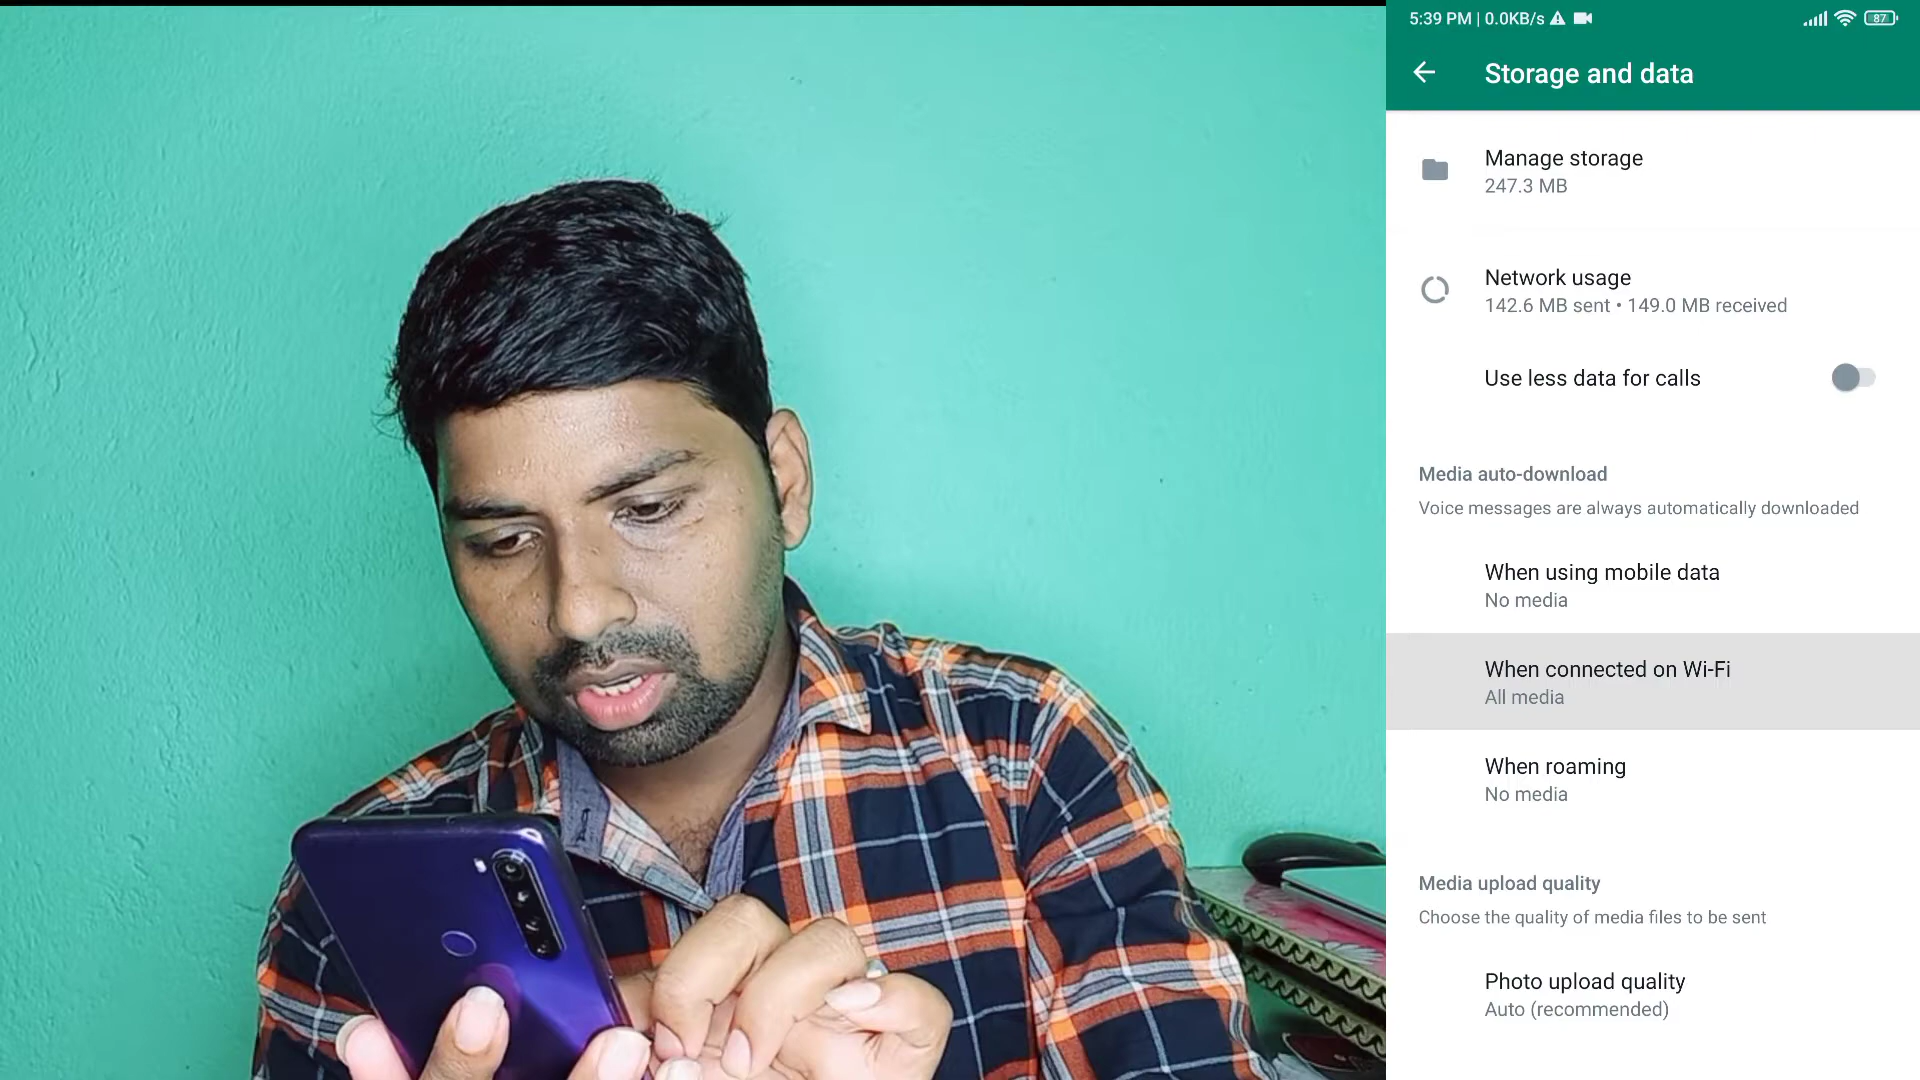 5:39 PM | 0.0KB/s
87
Storage and data
Manage storage
247.3 MB
Network usage
142.6 MB sent • 149.0 MB received
Use less data for calls
Media auto-download
Voice messages are always automatically downloaded
When using mobile data
No media
When connected on Wi-Fi
All media
When roaming
No media
Media upload quality
Choose the quality of media files to be sent
Photo upload quality
Auto (recommended)